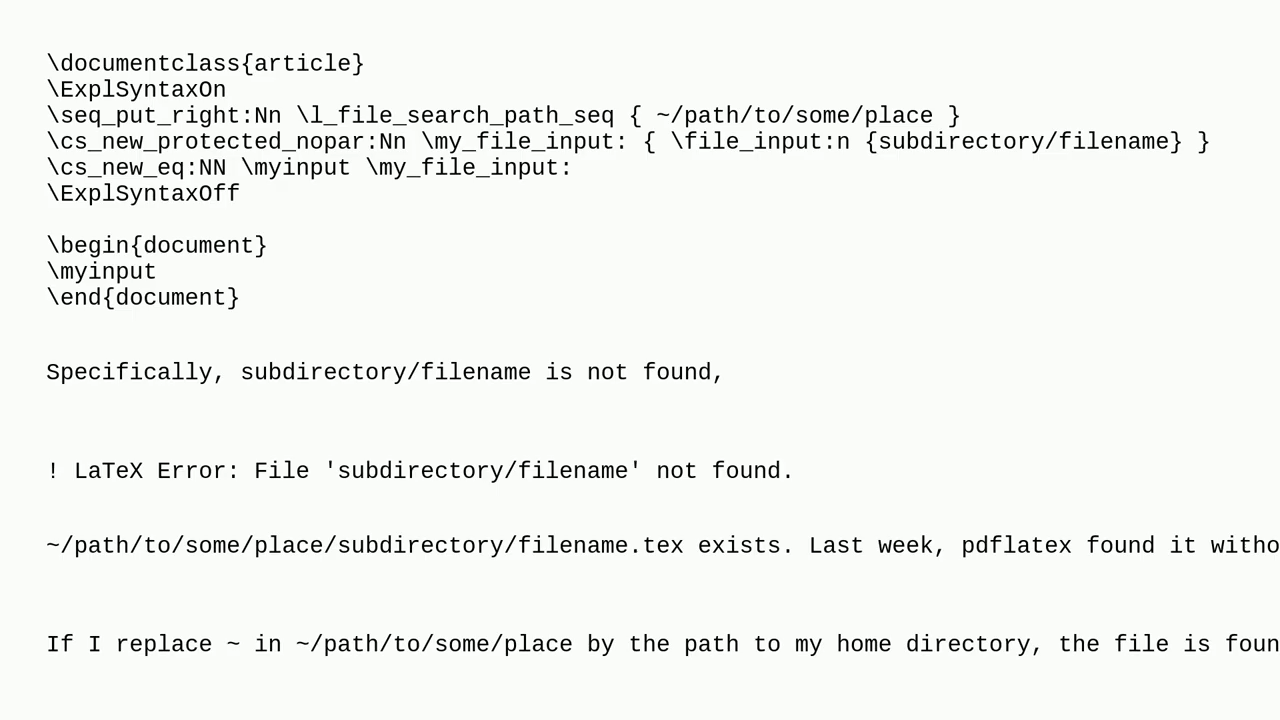 \documentclass{article}
\ExplSyntaxOn
\seq_put_right:Nn \l_file_search_path_seq { ~/path/to/some/place }
\cs_new_protected_nopar:Nn \my_file_input: { \file_input:n {subdirectory/filename} }
\cs_new_eq:NN \myinput \my_file_input:
\ExplSyntaxOff
\begin{document}
\myinput
\end{document}
Specifically, subdirectory/filename is not found,
! LaTeX Error: File 'subdirectory/filename' not found.
~/path/to/some/place/subdirectory/filename.tex exists. Last week, pdflatex found it
If I replace ~ in ~/path/to/some/place by the path to my home directory, the file is